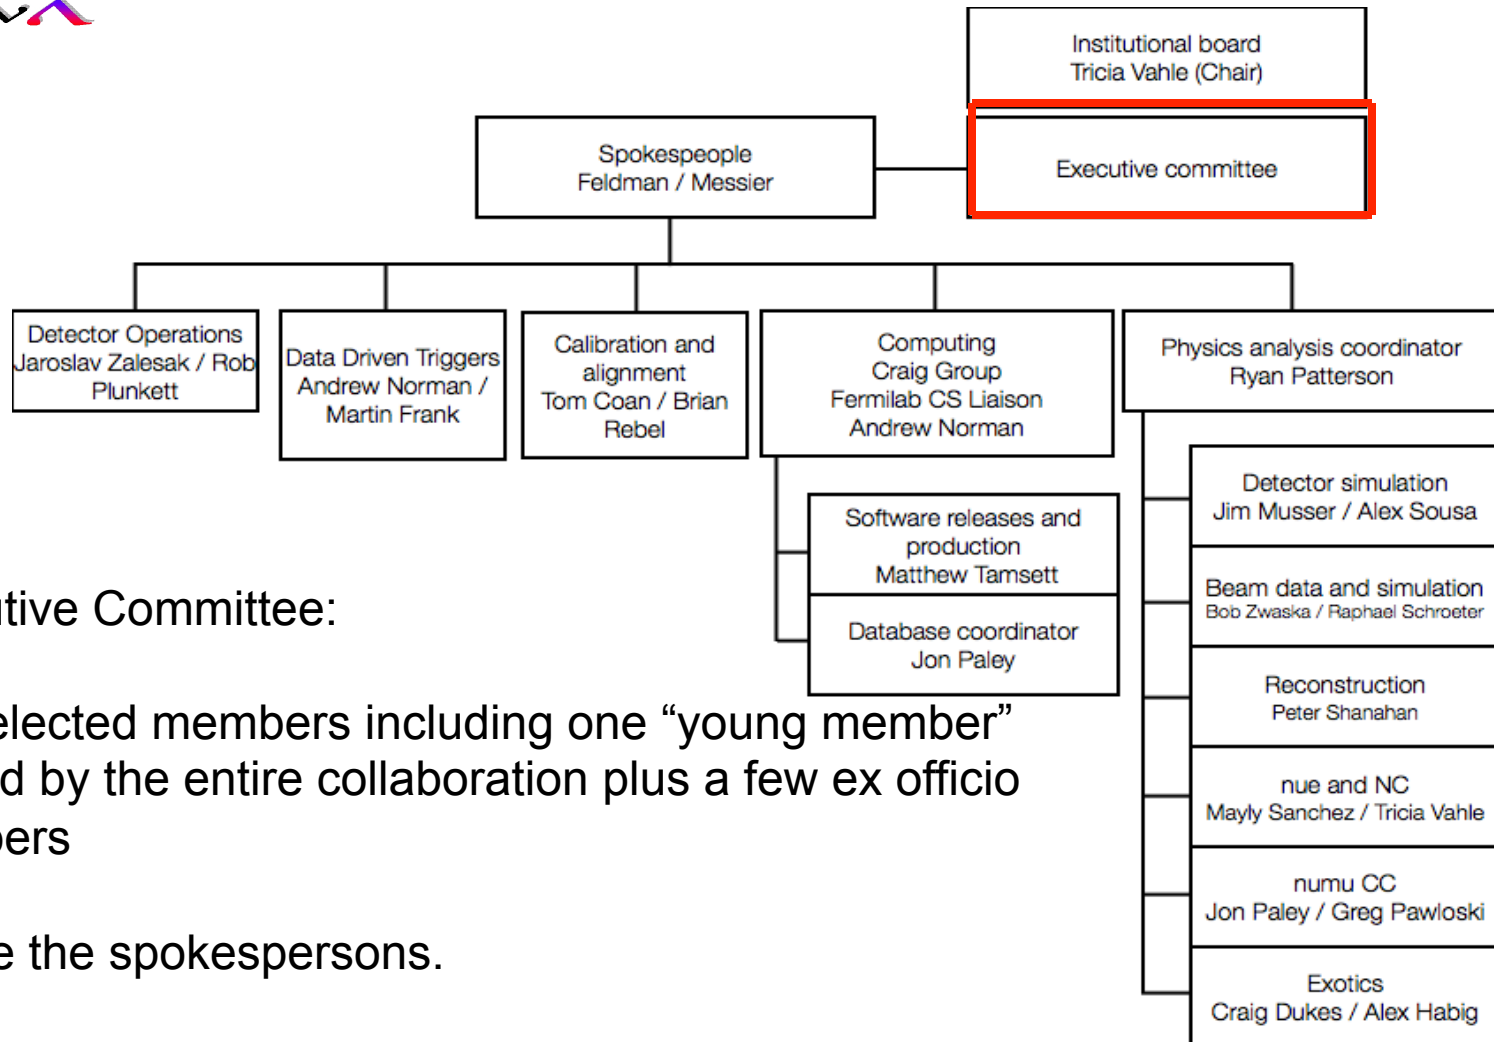 Institutional board
Tricia Vahle (Chair)
Spokespeople
Feldman / Messier
Executive committee
Detector Operations
Jaroslav Zalesak / Rob
Plunkett
Data Driven Triggers
Andrew Norman /
Martin Frank
Calibration and
alignment
Tom Coan / Brian
Rebel
Computing
Craig Group
Fermilab CS Liaison
Andrew Norman
Physics analysis coordinator
Ryan Patterson
Software releases and
production
Matthew Tamsett
Database coordinator
Jon Paley
Detector simulation
Jim Musser / Alex Sousa
Beam data and simulation
Bob Zwaska / Raphael Schroeter
Reconstruction
Peter Shanahan
nue and NC
Mayly Sanchez / Tricia Vahle
numu CC
Jon Paley / Greg Pawloski
Exotics
Craig Dukes / Alex Habig
utive Committee:
elected members including one “young member”
d by the entire collaboration plus a few ex officio
bers
e the spokespersons.